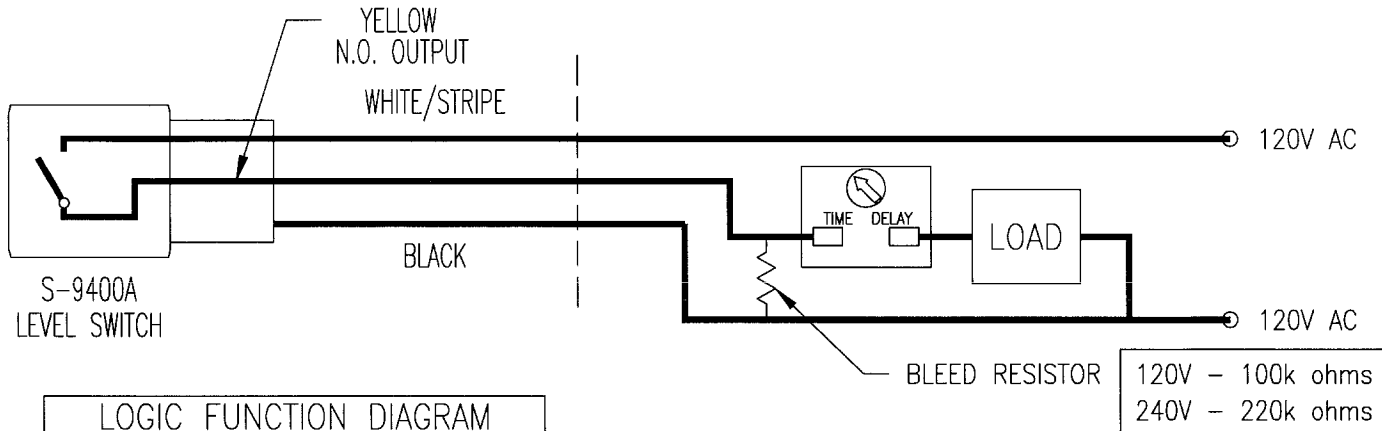 YELLOW
N.O. OUTPUT
WHITE/STRIPE
120V AC
TIME DELAY
LOAD
BLACK
S-9400A
LEVEL SWITCH
120V AC
BLEED RESISTOR
120V – 100k ohms
240V – 220k ohms
LOGIC FUNCTION DIAGRAM